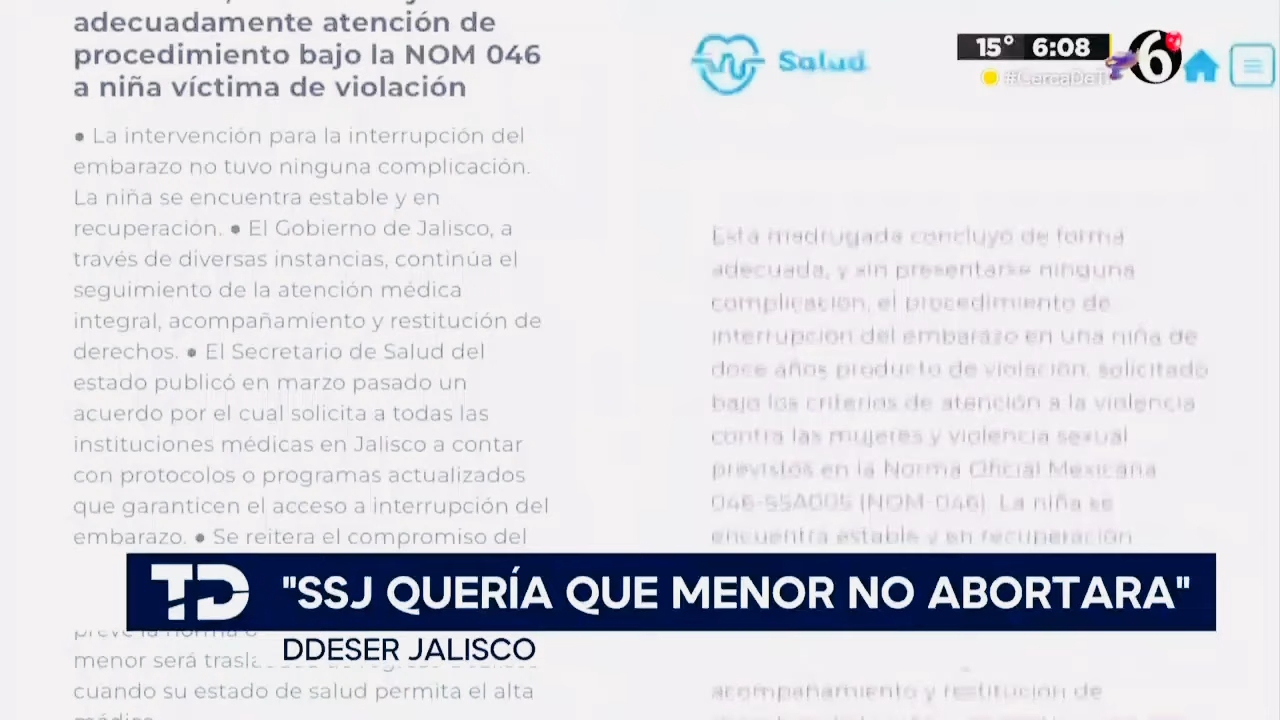 adecuadamente atención de
procedimiento bajo la NOM 046
a niña víctima de violación
● La intervención para la interrupción del
embarazo no tuvo ninguna complicación.
La niña se encuentra estable y en
recuperación. ● El Gobierno de Jalisco, a
través de diversas instancias, continúa el
seguimiento de la atención médica
integral, acompañamiento y restitución de
derechos. ● El Secretario de Salud del
estado publicó en marzo pasado un
acuerdo por el cual solicita a todas las
instituciones médicas en Jalisco a contar
con protocolos o programas actualizados
que garanticen el acceso a interrupción del
embarazo. ● Se reitera el compromiso del
menor será
cuando su estado de salud permita el alta
Salud
15° 6:08
6
#CercaDeTi
Esta madrugada concluyó de forma
adecuada, y sin presentarse ninguna
complicación, el procedimiento de
interrupción del embarazo en una niña de
doce años producto de violación, solicitado
bajo los criterios de atención a la violencia
contra las mujeres y violencia sexual
previstos en la Norma Oficial Mexicana
046-SSA005 (NOM-046). La niña se
encuentra estable y en recuperación
acompañamiento y restitución de
TD
"SSJ QUERÍA QUE MENOR NO ABORTARA"
DDESER JALISCO